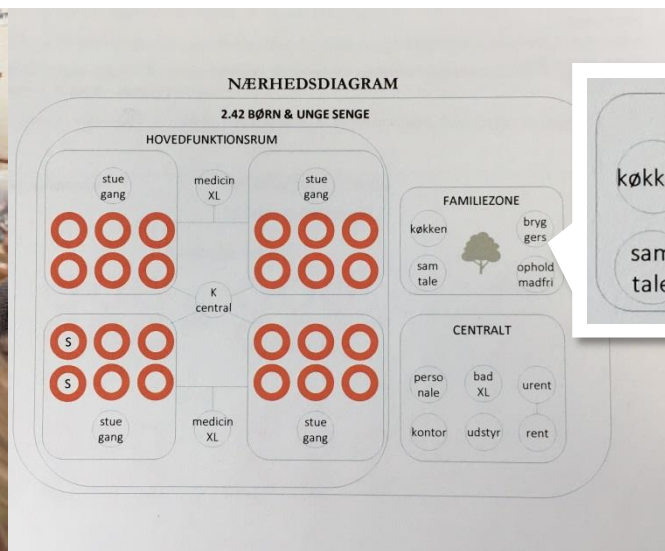 NÆRHEDSDIAGRAM
2.42 BØRN & UNGE SENGE
HOVEDFUNKTIONSRUM
stue
gang
medicin
XL
stue
gang
K
central
S
S
stue
gang
medicin
XL
stue
gang
FAMILIEZONE
køkken
bryg
gers
sam
tale
ophold
madfri
CENTRALT
perso
nale
bad
XL
urent
kontor
udstyr
rent
køkk
sam
tale